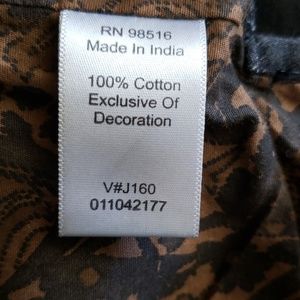 RN 98516
Made In India
100% Cotton
Exclusive Of
Decoration
V#J160
011042177